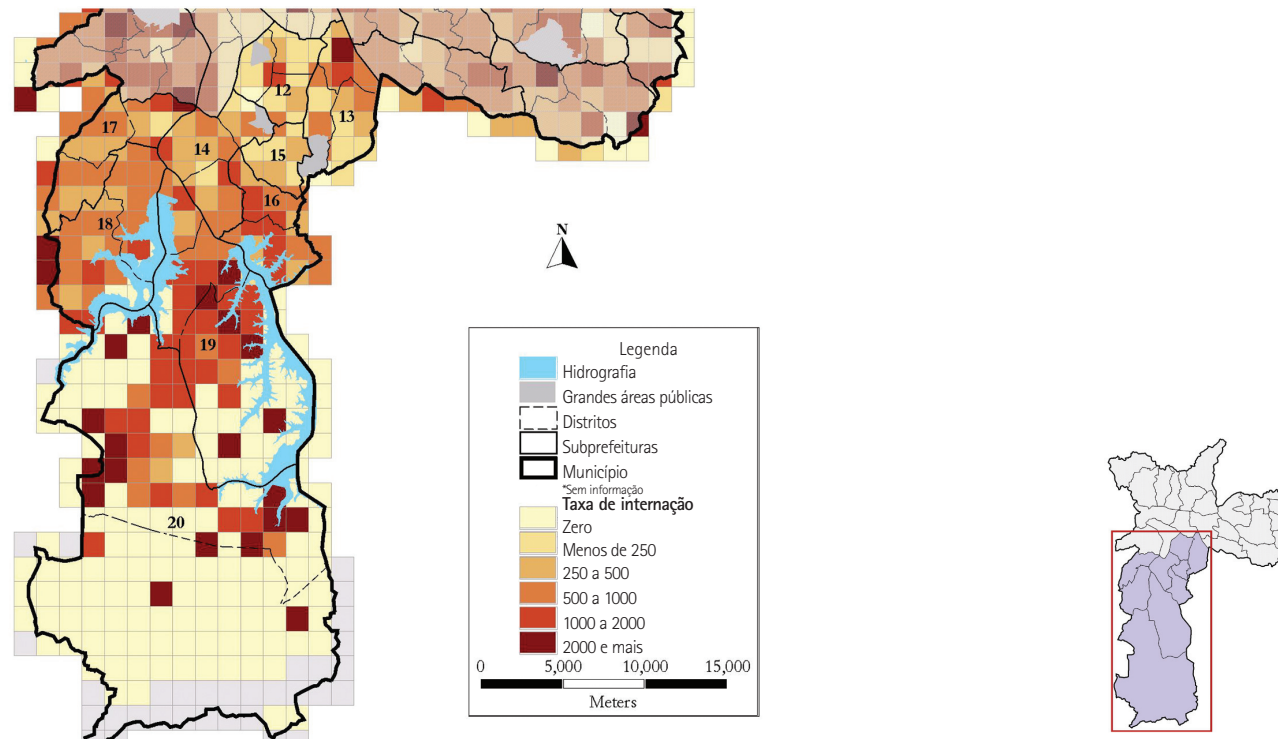 12
13
17
14
15
16
18
N
19
20
Legenda
Hidrografia
Grandes áreas públicas
Distritos
Subprefeituras
Município
*Sem informação
Taxa de internação
Zero
Menos de 250
250 a 500
500 a 1000
1000 a 2000
2000 e mais
0 5,000 10,000 15,000
Meters